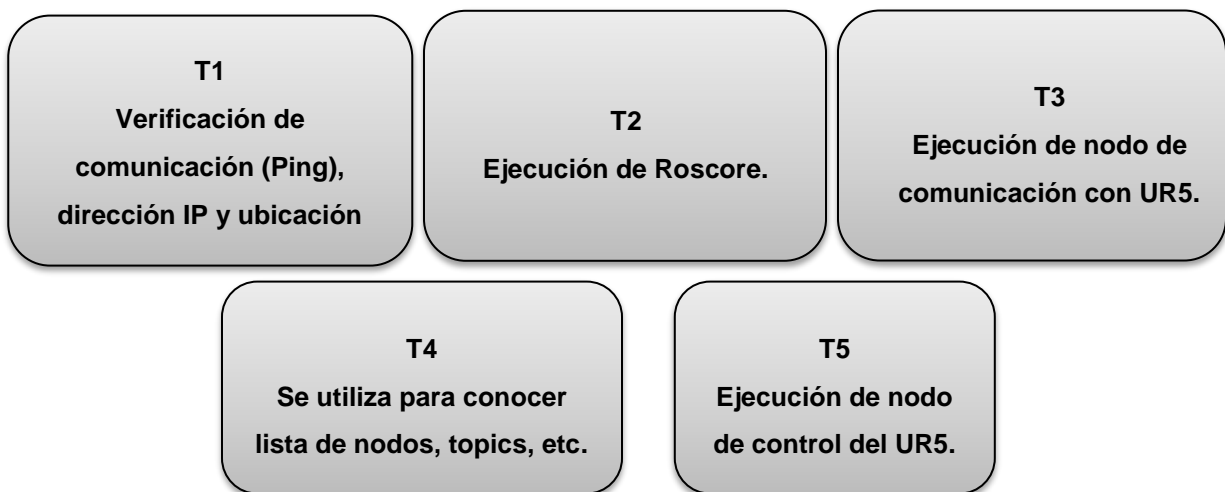 T1
Verificación de
comunicación (Ping),
dirección IP y ubicación
T2
Ejecución de Roscore.
T3
Ejecución de nodo de
comunicación con UR5.
T4
Se utiliza para conocer
lista de nodos, topics, etc.
T5
Ejecución de nodo
de control del UR5.